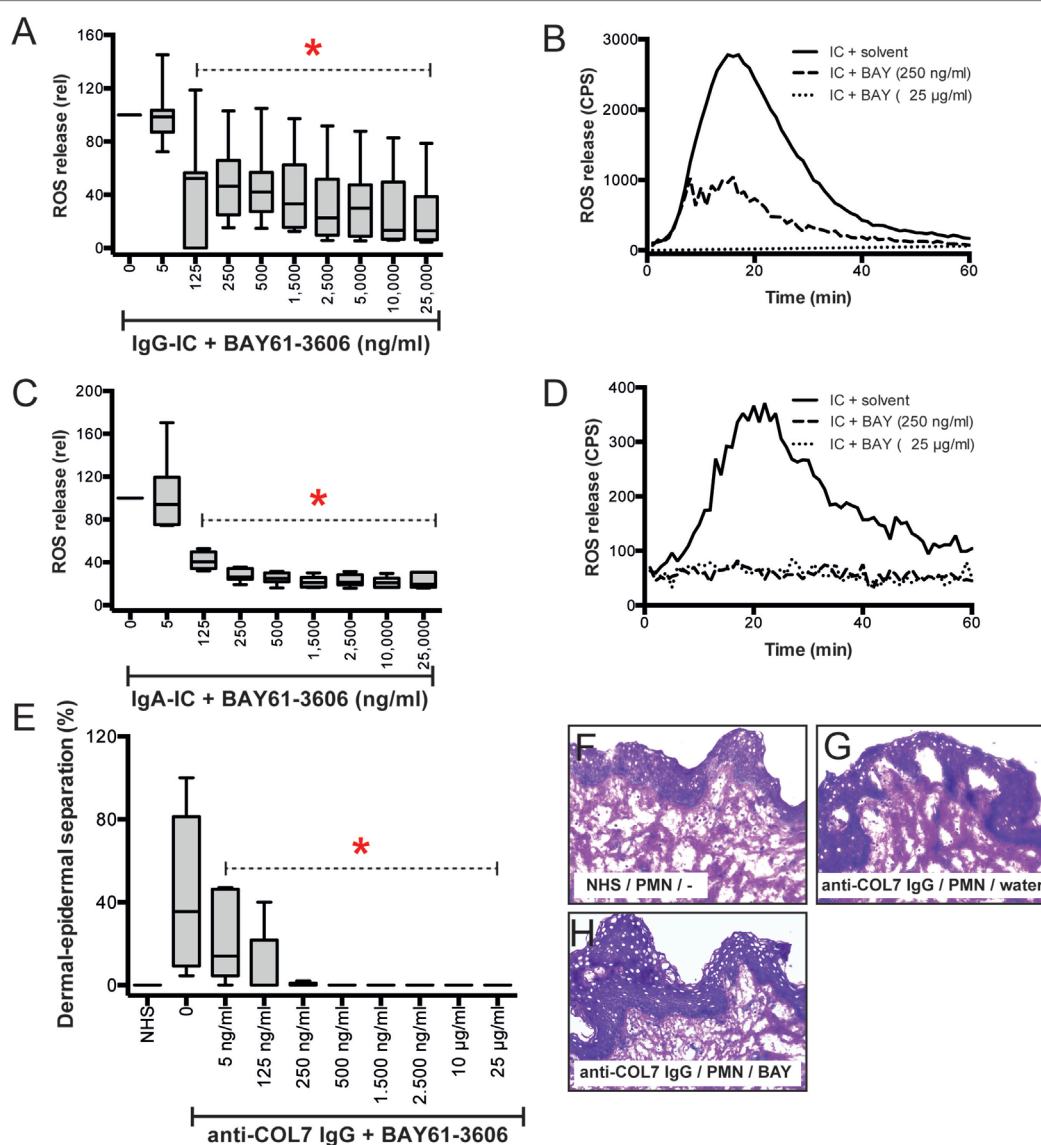 A
ROS release (rel)
160
120
80
40
0
*
0
5
125
250
500
1,500
2,500
5,000
10,000
25,000
IgG-IC + BAY61-3606 (ng/ml)
B
ROS release (CPS)
3000
2000
1000
0
IC + solvent
IC + BAY (250 ng/ml)
IC + BAY ( 25 µg/ml)
0
20
40
60
Time (min)
C
ROS release (rel)
200
160
120
80
40
0
*
0
5
125
250
500
1,500
2,500
10,000
25,000
IgA-IC + BAY61-3606 (ng/ml)
D
ROS release (CPS)
400
300
200
100
0
IC + solvent
IC + BAY (250 ng/ml)
IC + BAY ( 25 µg/ml)
0
20
40
60
Time (min)
E
Dermal-epidermal separation (%)
120
80
40
0
*
NHS
0
5 ng/ml
125 ng/ml
250 ng/ml
500 ng/ml
1.500 ng/ml
2.500 ng/ml
10 µg/ml
25 µg/ml
anti-COL7 IgG + BAY61-3606
F
NHS / PMN / -
G
anti-COL7 IgG / PMN / water
H
anti-COL7 IgG / PMN / BAY